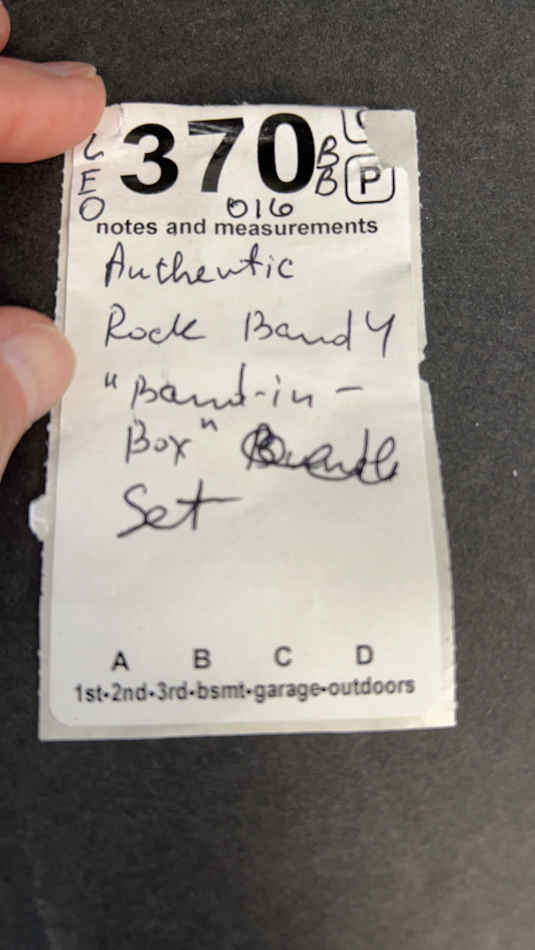 LEO 370 BB P
016
notes and measurements
Authentic
Rock Band 4
"Band-in-
Box"
Set
A B C D
1st-2nd-3rd-bsmt-garage-outdoors